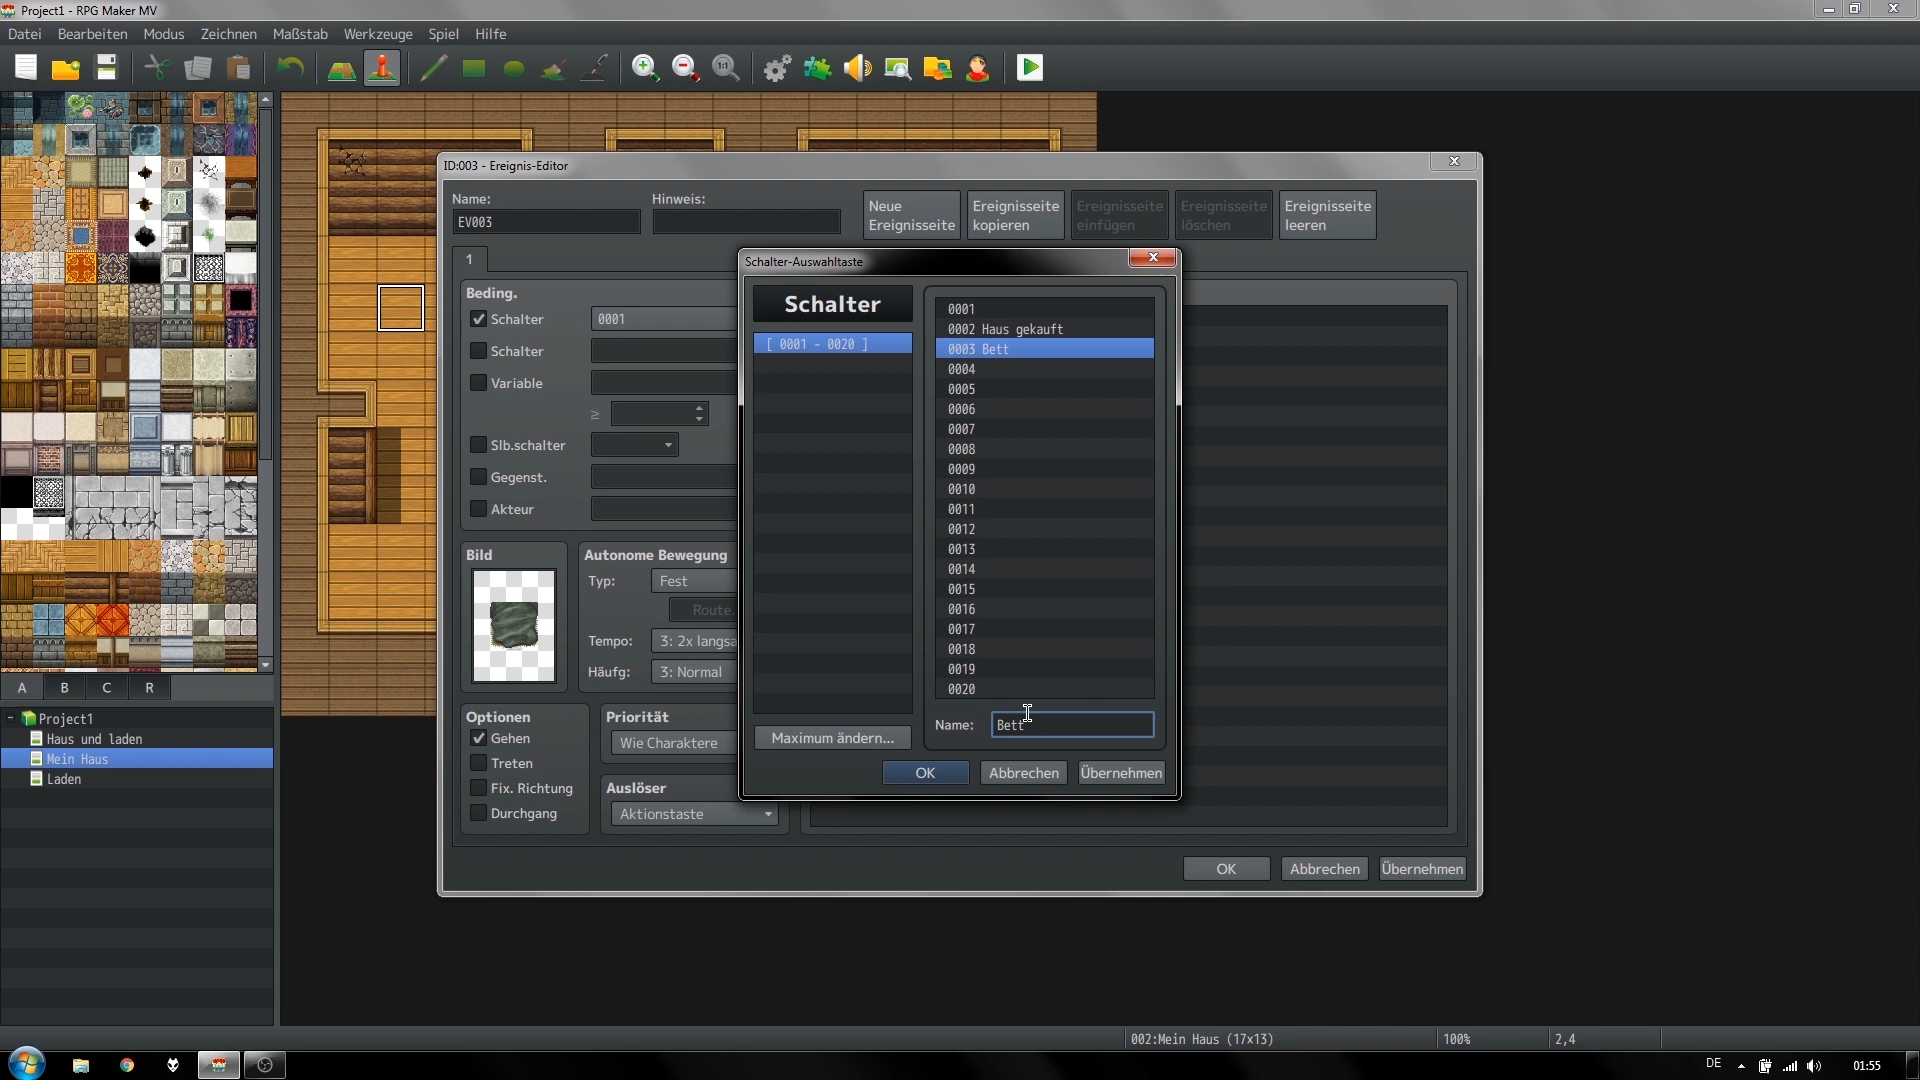 Project1 - RPG Maker MV
Datei Bearbeiten Modus Zeichnen Maßstab Werkzeuge Spiel Hilfe
1:1
ID:003 - Ereignis-Editor
Name:
Hinweis:
EV003
Neue Ereignisseite
Ereignisseite kopieren
Ereignisseite einfügen
Ereignisseite löschen
Ereignisseite leeren
1
Beding.
Schalter
0001
Schalter
Variable
≥
Slb.schalter
Gegenst.
Akteur
Bild
Autonome Bewegung
Typ:
Fest
Route.
Tempo:
3: 2x langsa
Häufg:
3: Normal
Optionen
Gehen
Treten
Fix. Richtung
Durchgang
Priorität
Wie Charaktere
Auslöser
Aktionstaste
OK
Abbrechen
Übernehmen
Schalter-Auswahltaste
Schalter
[ 0001 - 0020 ]
Maximum ändern...
0001
0002 Haus gekauft
0003 Bett
0004
0005
0006
0007
0008
0009
0010
0011
0012
0013
0014
0015
0016
0017
0018
0019
0020
Name:
Bett
OK
Abbrechen
Übernehmen
A
B
C
R
Project1
Haus und laden
Mein Haus
Laden
002:Mein Haus (17x13)
100%
2,4
DE
01:55